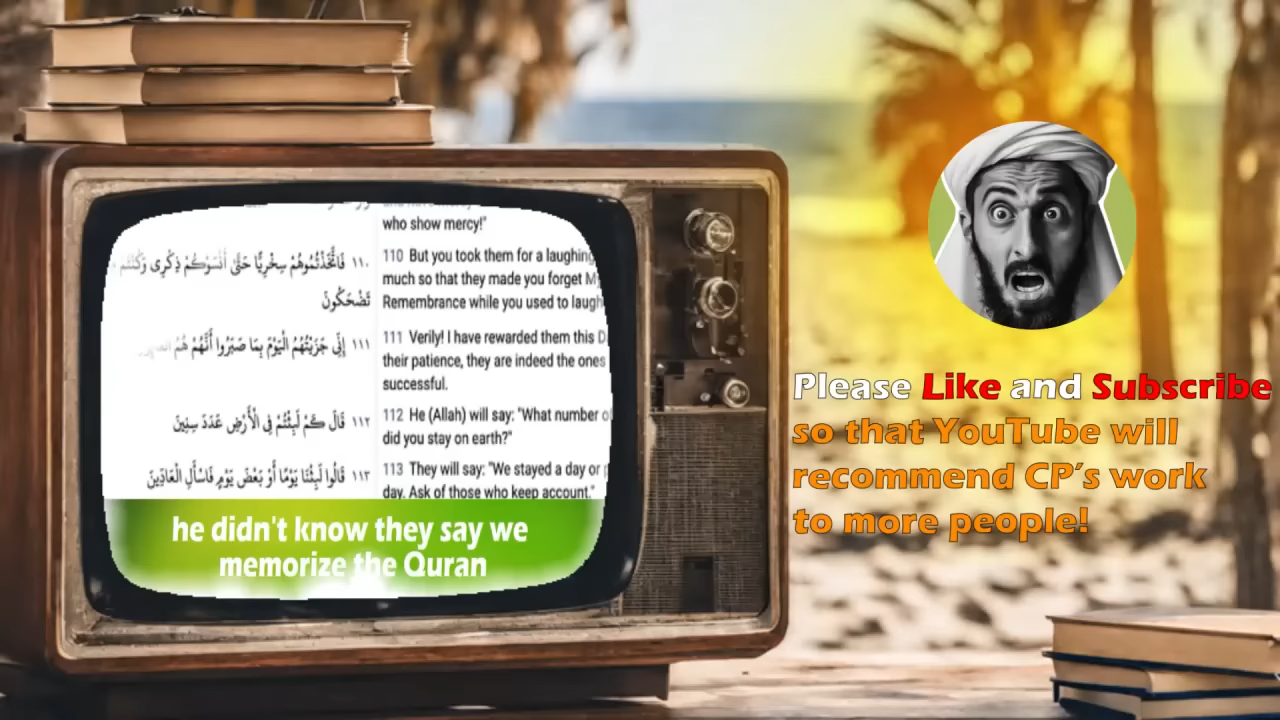 who show mercy!"
١١٠ فَاتَّخَذْتُمُوهُمْ سِخْرِيًّا حَتَّىٰ أَنْسَوْكُمْ ذِكْرِى وَكُنْتُمْ
تَضْحَكُونَ
110 But you took them for a laughing
much so that they made you forget M
Remembrance while you used to laugh
١١١ إِنِّى جَزَيْتُهُمُ الْيَوْمَ بِمَا صَبَرُوا أَنَّهُمْ هُمُ
111 Verily! I have rewarded them this D
their patience, they are indeed the ones
successful.
١١٢ قَالَ كَمْ لَبِثْتُمْ فِى الْأَرْضِ عَدَدَ سِنِينَ
112 He (Allah) will say: "What number o
did you stay on earth?"
١١٣ قَالُوا لَبِثْنَا يَوْمًا أَوْ بَعْضَ يَوْمٍ فَاسْأَلِ الْعَادِّينَ
113 They will say: "We stayed a day or p
day. Ask of those who keep account."
he didn't know they say we
memorize the Quran
Please Like and Subscribe
so that YouTube will
recommend CP's work
to more people!